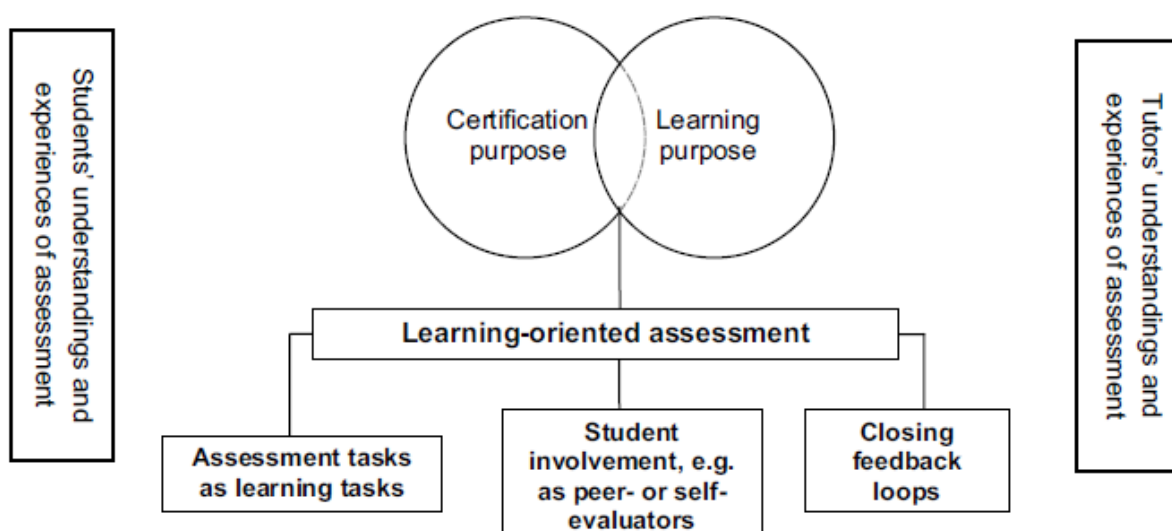 Students' understandings and
experiences of assessment
Certification
purpose
Learning
purpose
Tutors' understandings and
experiences of assessment
Learning-oriented assessment
Assessment tasks
as learning tasks
Student
involvement, e.g.
as peer- or self-
evaluators
Closing
feedback
loops